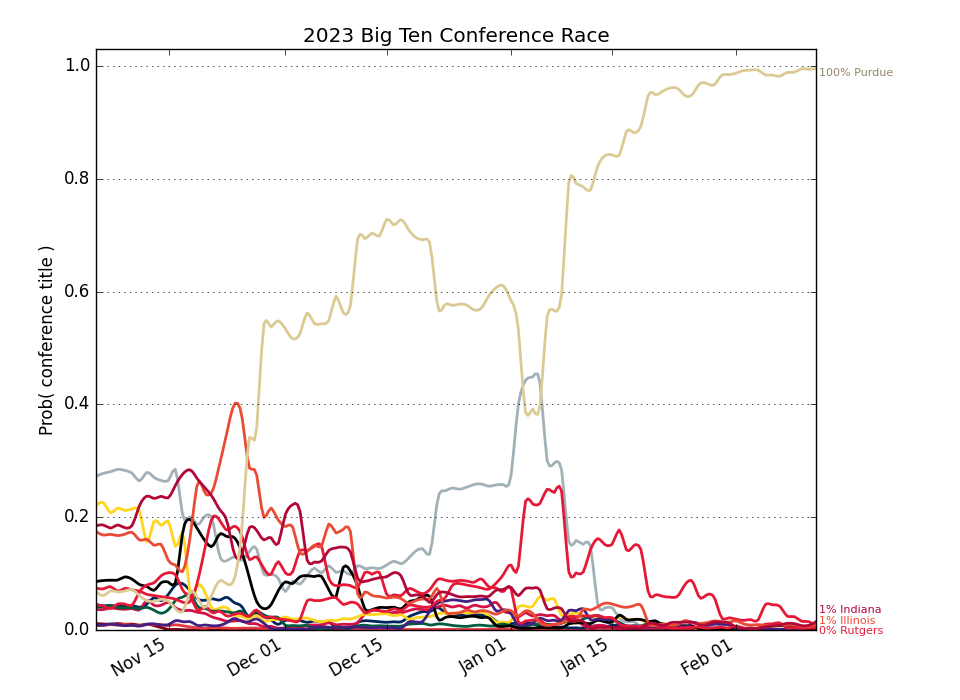 2023 Big Ten Conference Race
Prob( conference title )
1.0
0.8
0.6
0.4
0.2
0.0
100% Purdue
1% Indiana
1% Illinois
0% Rutgers
Nov 15
Dec 01
Dec 15
Jan 01
Jan 15
Feb 01